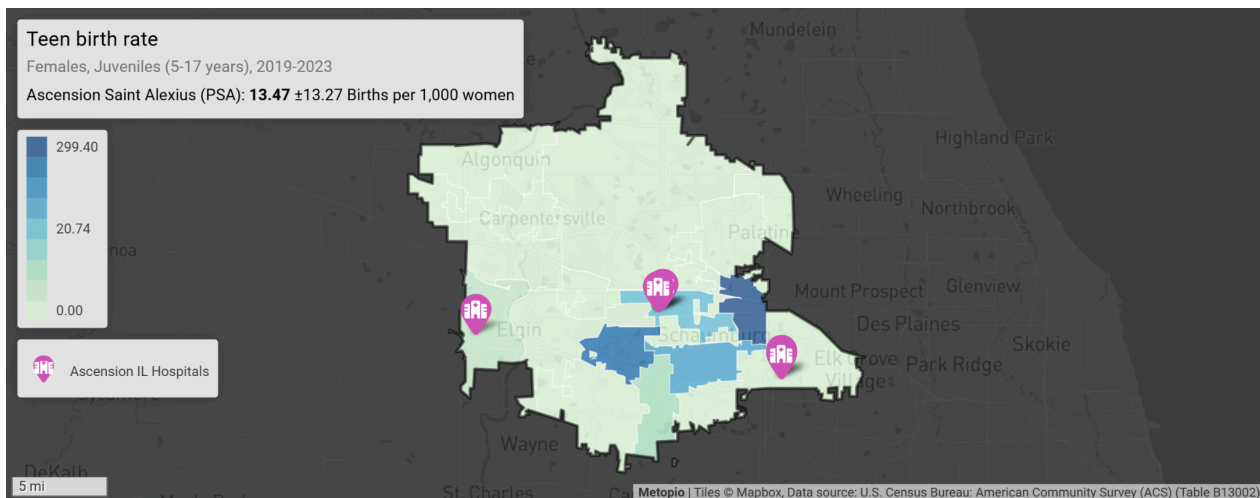 Teen birth rate
Females, Juveniles (5-17 years), 2019-2023
Ascension Saint Alexius (PSA): 13.47 ±13.27 Births per 1,000 women
299.40
20.74
0.00
Ascension IL Hospitals
Mundelein
Highland Park
Algonquin
Wheeling
Northbrook
Carpentersville
Palatine
noa
Mount Prospect
Glenview
Des Plaines
Elgin
Schaumburg
Skokie
Elk Grove
Village
Park Ridge
Sycamore
Wayne
DeKalb
5 mi
St. Charles
Metopio | Tiles © Mapbox, Data source: U.S. Census Bureau: American Community Survey (ACS) (Table B13002)